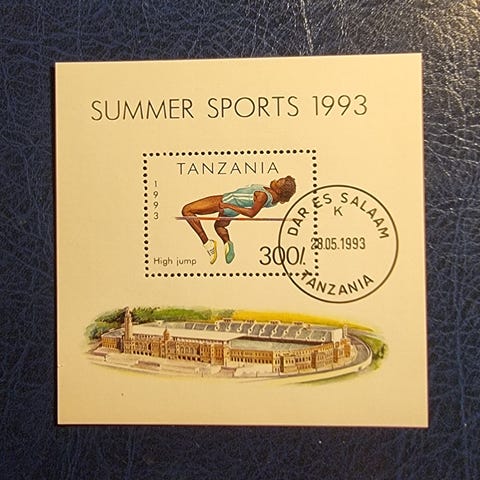 SUMMER SPORTS 1993
TANZANIA
1993
High jump
300/.
DAR ES SALAAM
K
28.05.1993
TANZANIA